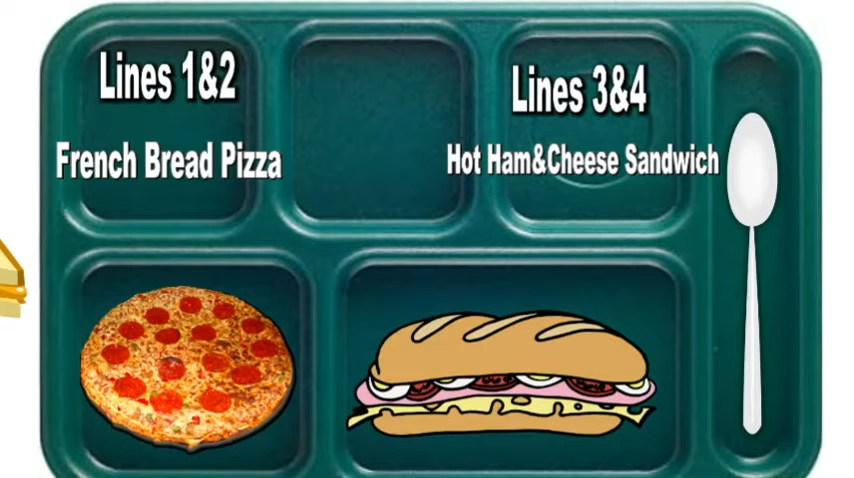 Lines 1&2
French Bread Pizza
Lines 3&4
Hot Ham&Cheese Sandwich